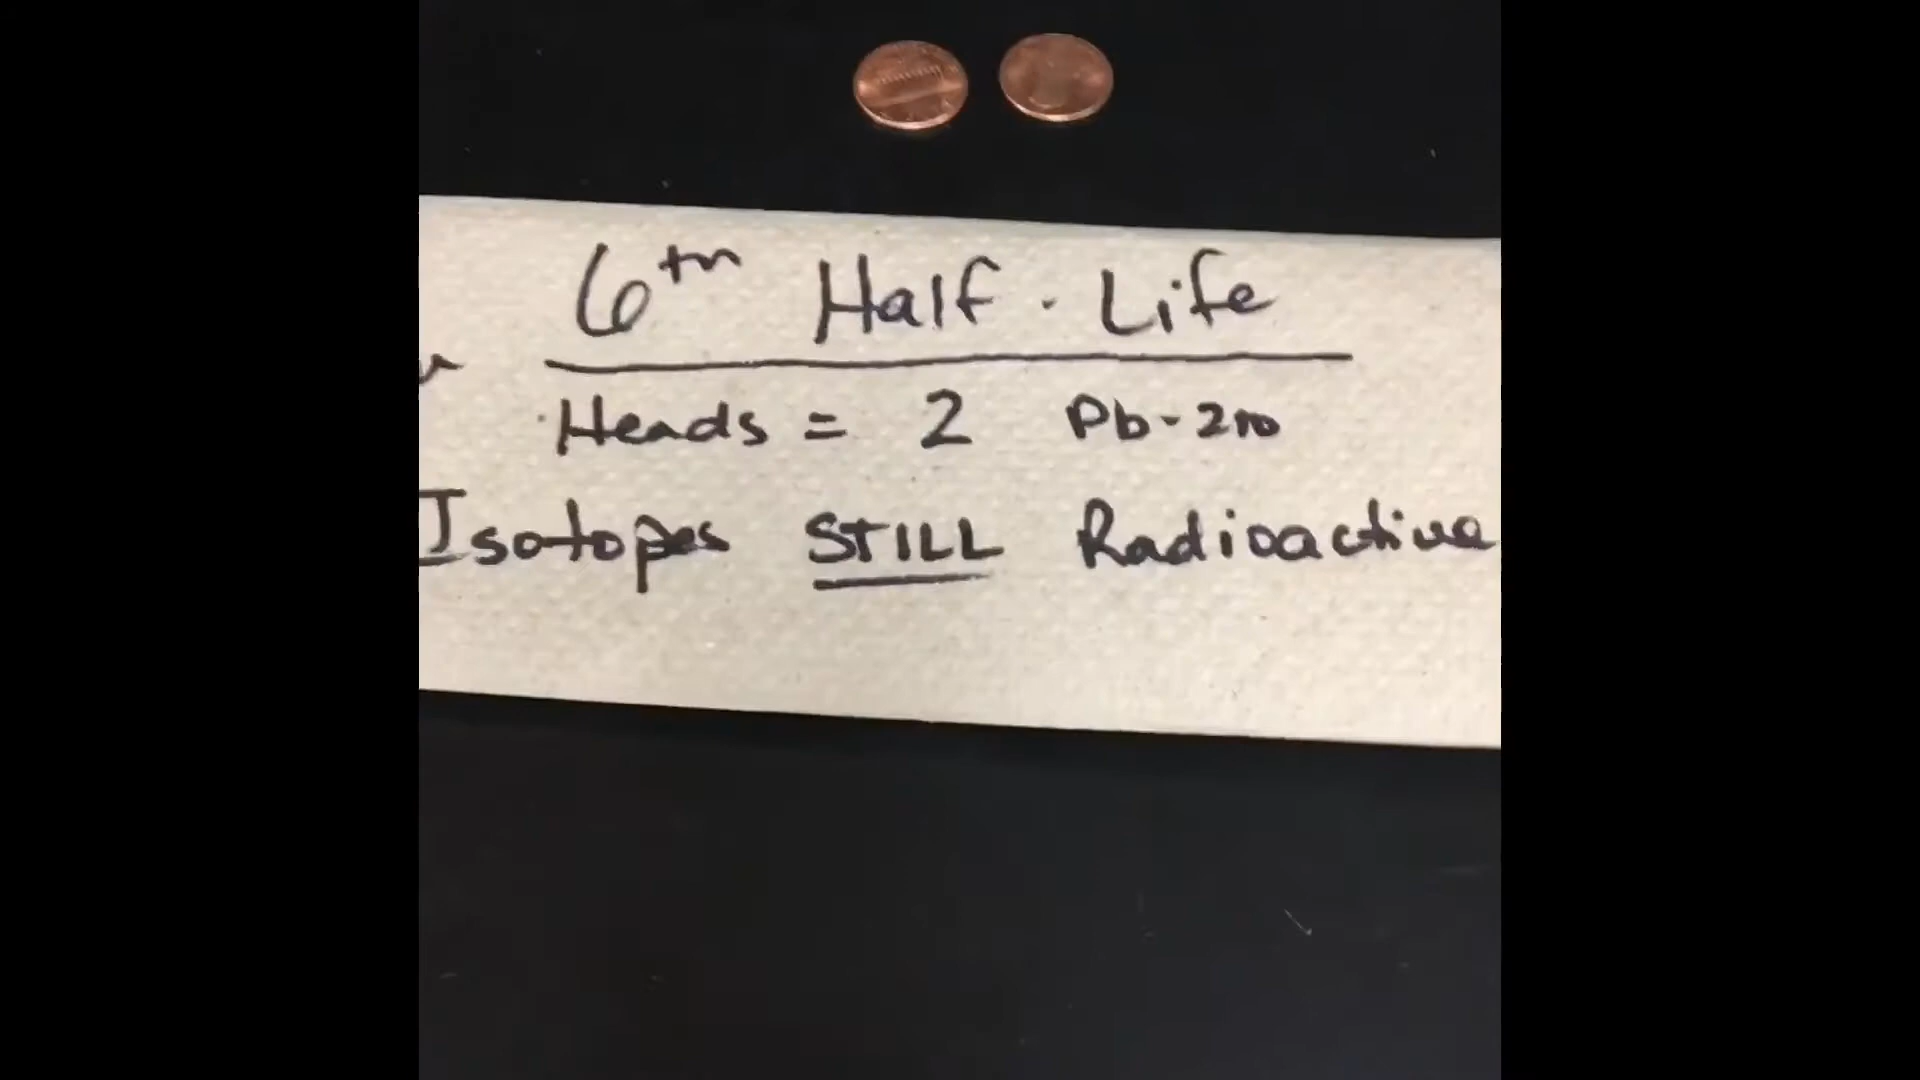 6th Half-Life
Heads = 2 Pb-210
Isotopes STILL Radioactive